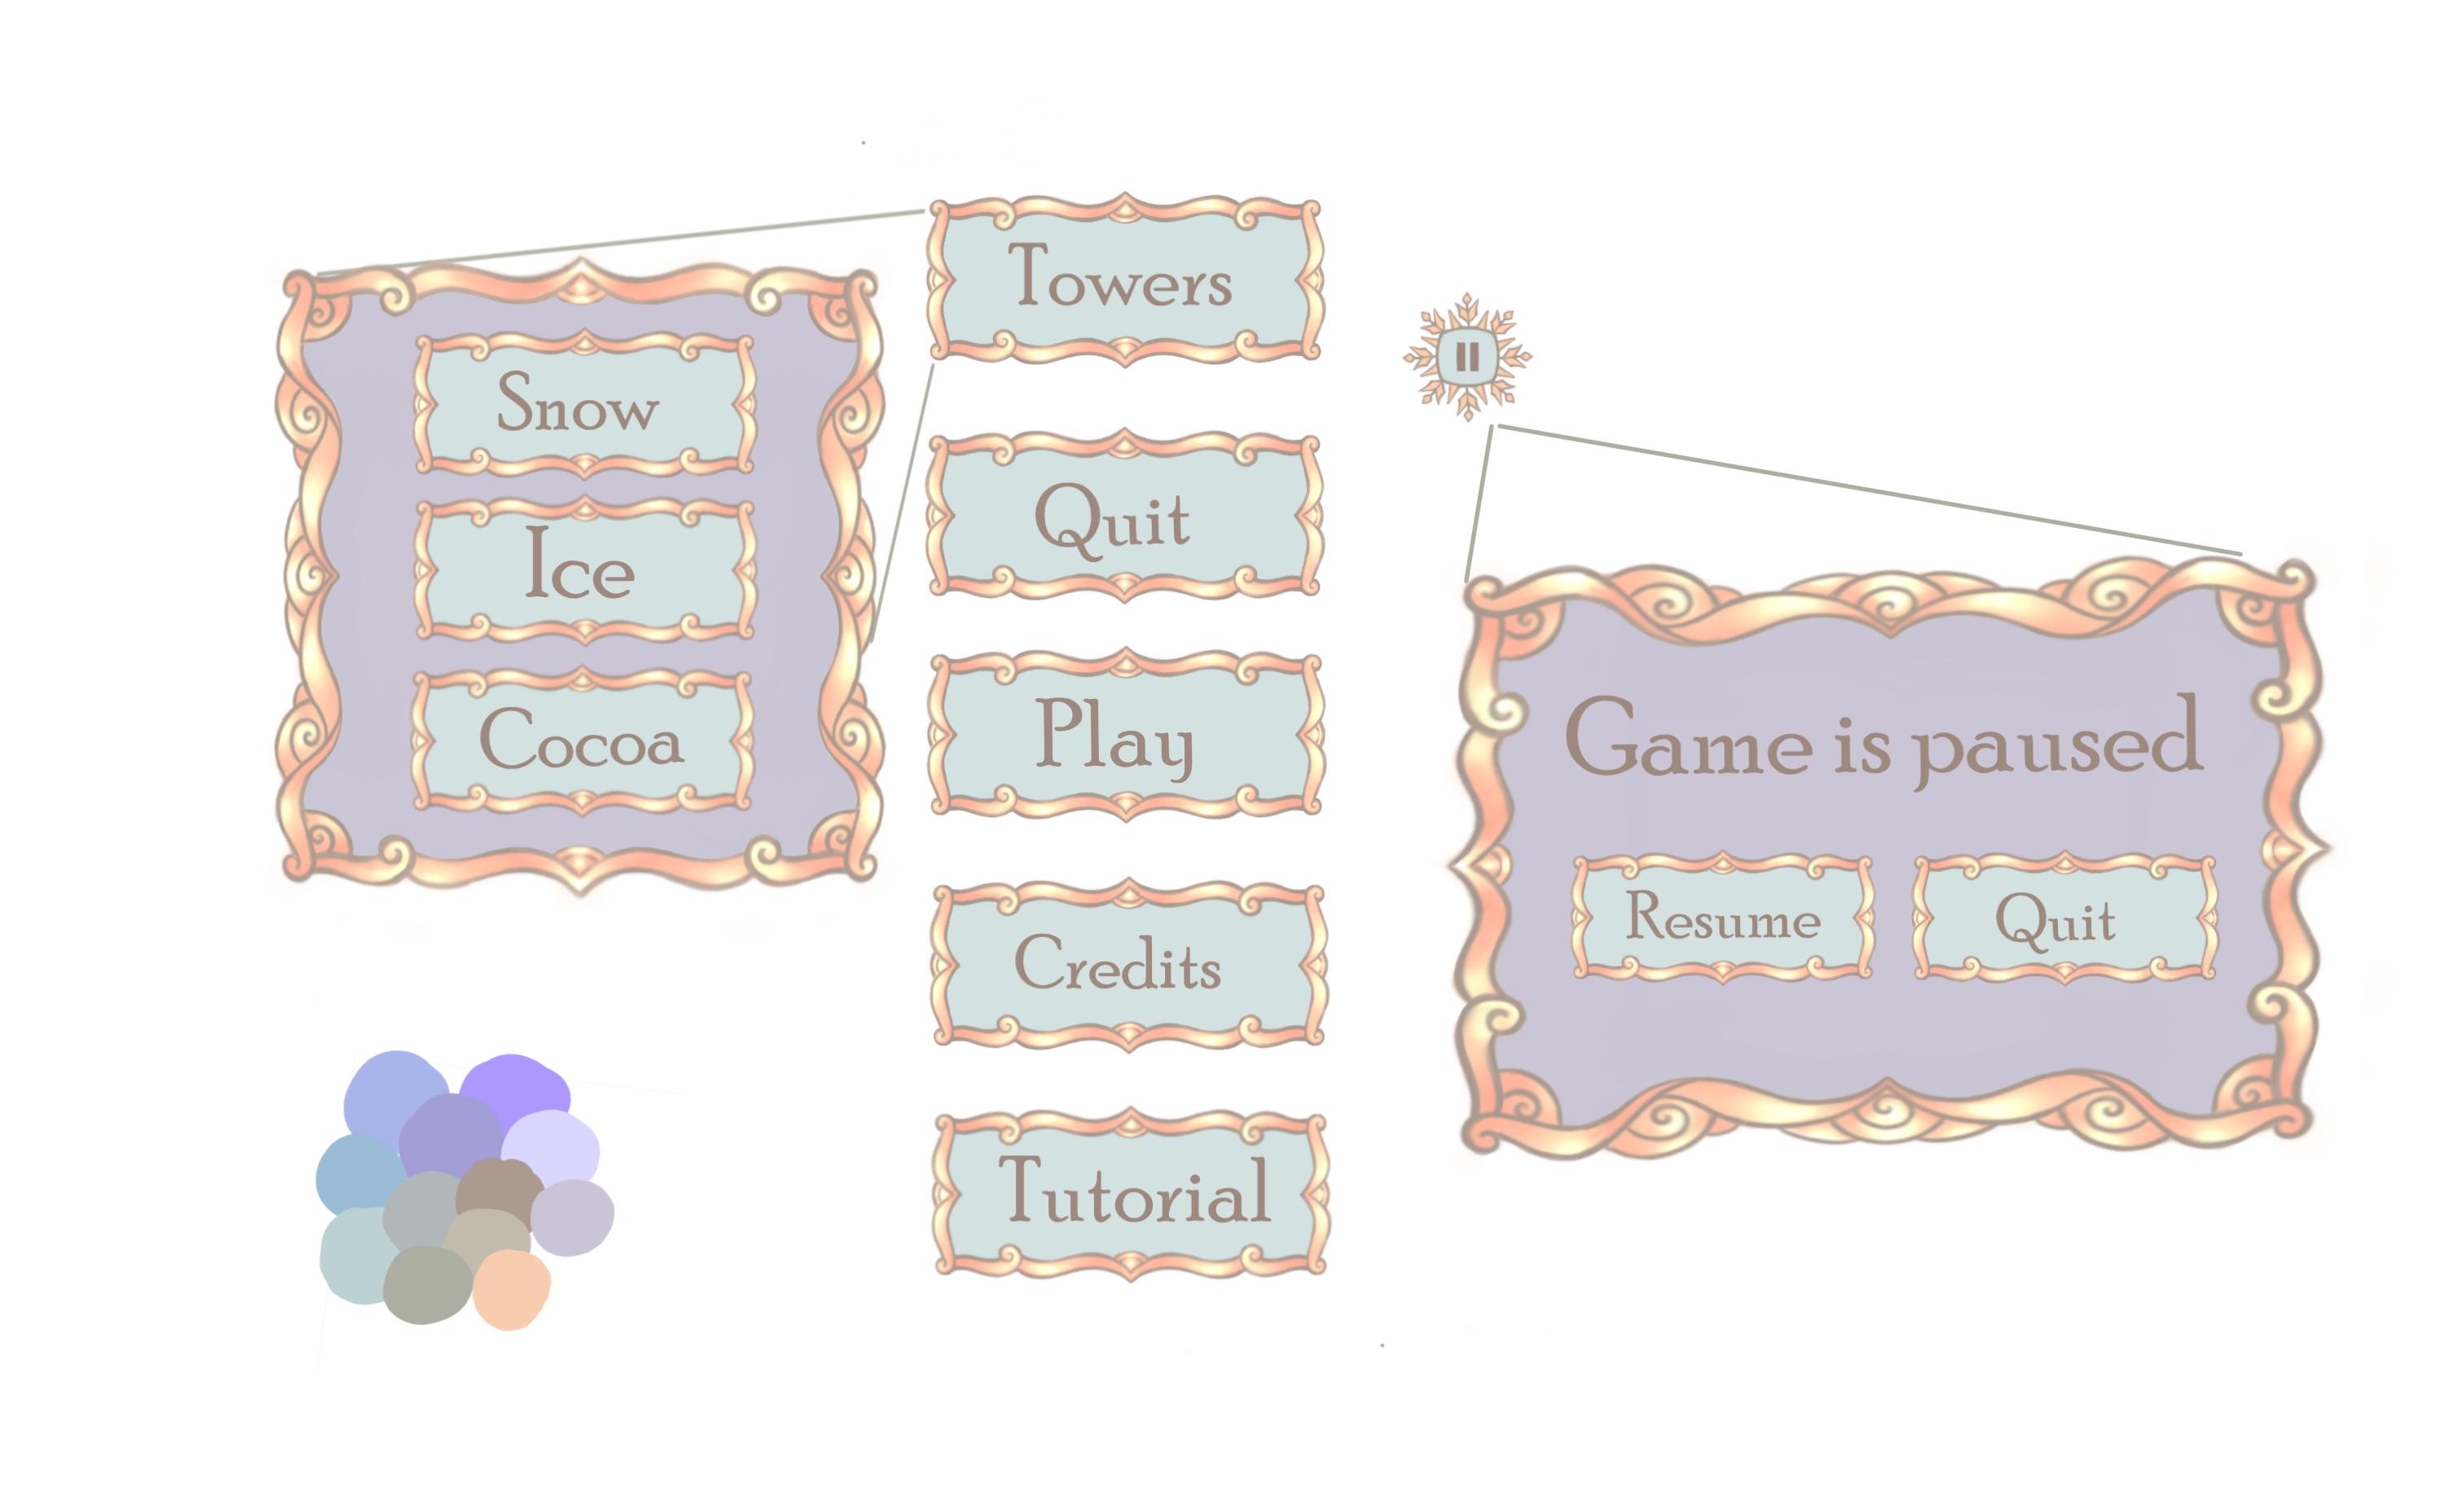 Towers
Snow
Ice
Cocoa
Quit
Play
Credits
Tutorial
Game is paused
Resume
Quit